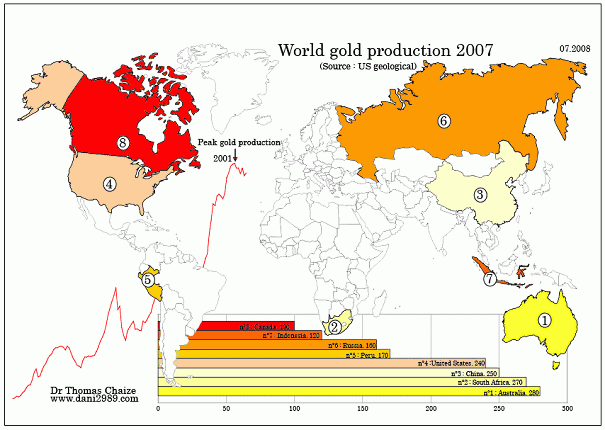 World gold production 2007
(Source : US geological)
07.2008
8
6
Peak gold production
2001
4
3
5
7
2
1
n°8 : Canada. 100
n°7 : Indonesia. 120
n°6 : Russia. 160
n°5 : Peru. 170
n°4 :United States. 240
n°3 : China. 250
n°2 : South Africa. 270
n°1 : Australia. 280
Dr Thomas Chaize
www.dani2989.com
0 50 100 150 200 250 300